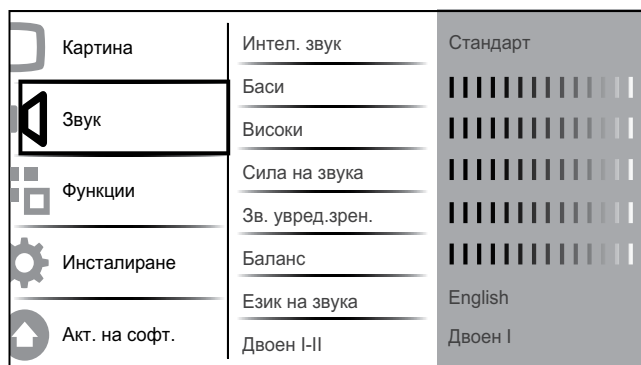 Картина
Звук
Функции
Инсталиране
Акт. на софт.
Интел. звук
Баси
Високи
Сила на звука
Зв. увред.зрен.
Баланс
Език на звука
Двоен I-II
Стандарт
English
Двоен I